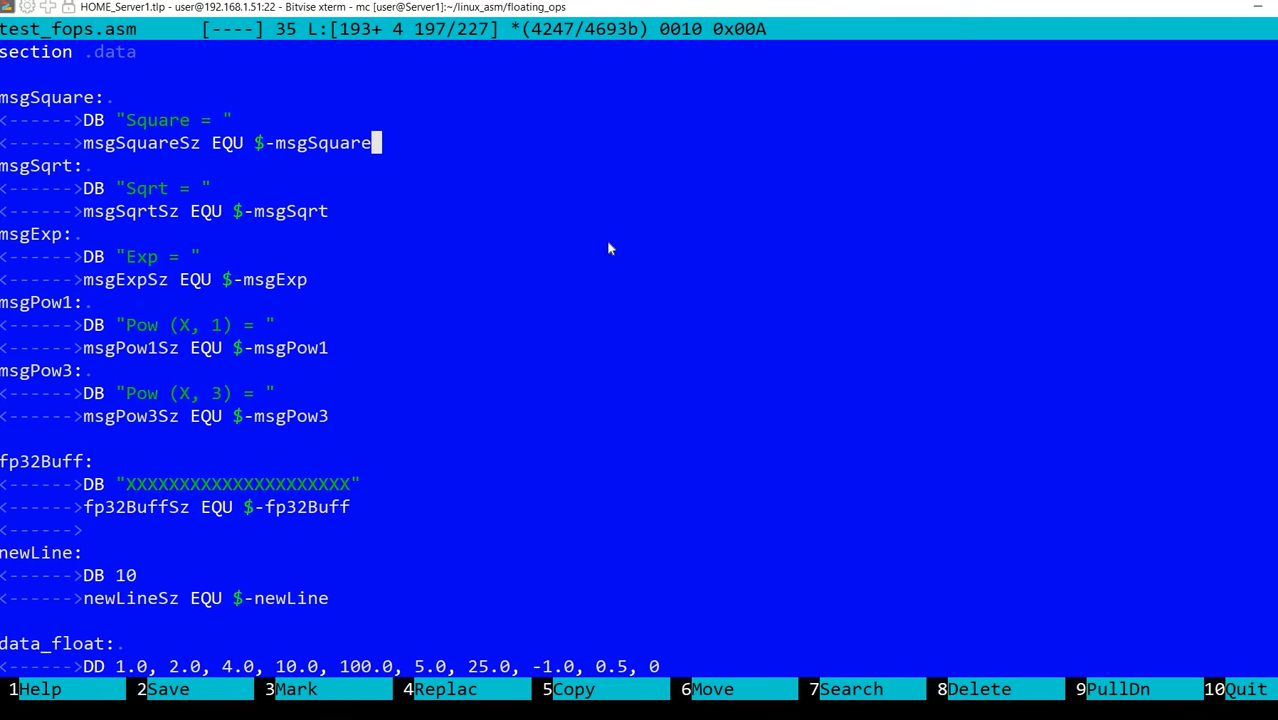 HOME_Server1.tlp - user@192.168.1.51:22 - Bitvise xterm - mc [user@Server1]:~/linux_asm/floating_ops
test_fops.asm [----] 35 L:[193+ 4 197/227] *(4247/4693b) 0010 0x00A
section .data
msgSquare:.
<------>DB "Square = "
<------>msgSquareSz EQU $-msgSquare
msgSqrt:.
<------>DB "Sqrt = "
<------>msgSqrtSz EQU $-msgSqrt
msgExp:.
<------>DB "Exp = "
<------>msgExpSz EQU $-msgExp
msgPow1:.
<------>DB "Pow (X, 1) = "
<------>msgPow1Sz EQU $-msgPow1
msgPow3:.
<------>DB "Pow (X, 3) = "
<------>msgPow3Sz EQU $-msgPow3
fp32Buff:
<------>DB "XXXXXXXXXXXXXXXXXXXXX"
<------>fp32BuffSz EQU $-fp32Buff
<------>
newLine:
<------>DB 10
<------>newLineSz EQU $-newLine
data_float:.
<------>DD 1.0, 2.0, 4.0, 10.0, 100.0, 5.0, 25.0, -1.0, 0.5, 0
1Help 2Save 3Mark 4Replac 5Copy 6Move 7Search 8Delete 9PullDn 10Quit